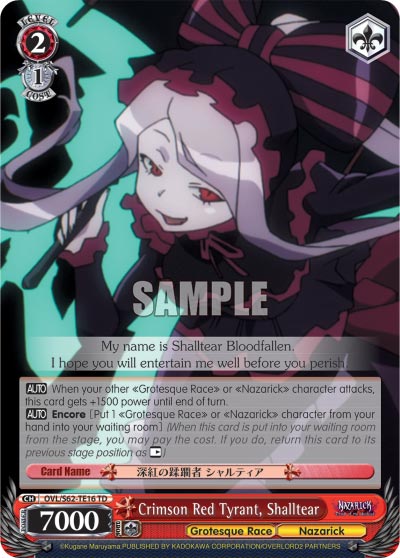 LEVEL
2
1
COST
SAMPLE
My name is Shalltear Bloodfallen.
I hope you will entertain me well before you perish.
AUTO When your other «Grotesque Race» or «Nazarick» character attacks,
this card gets +1500 power until end of turn.
AUTO Encore [Put 1 «Grotesque Race» or «Nazarick» character from your
hand into your waiting room] (When this card is put into your waiting room
from the stage, you may pay the cost. If you do, return this card to its
previous stage position as )
Card Name 深紅の蹂躙者 シャルティア
CH OVL/S62-TE16 TD
Crimson Red Tyrant, Shalltear
NAZARICK
POWER
7000
Grotesque Race Nazarick
©Kugane Maruyama,PUBLISHED BY KADOKAWA CORPORATION/OVERLORD2 PARTNERS